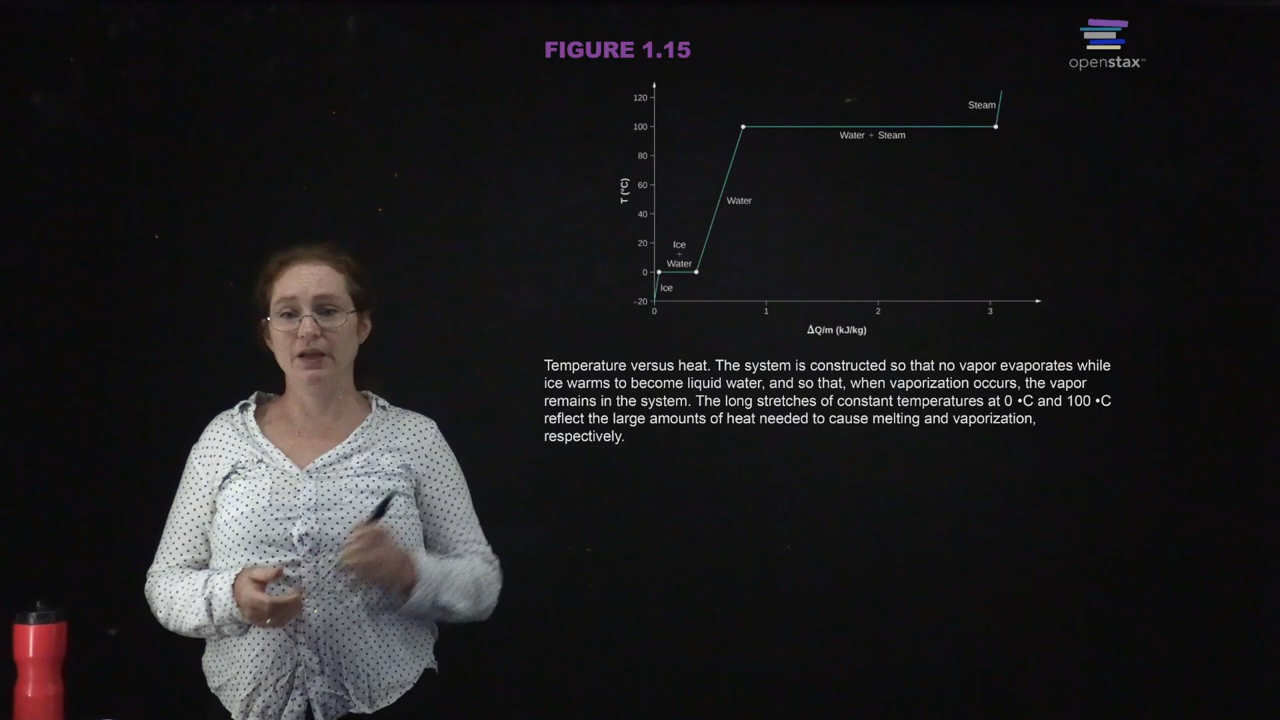 FIGURE 1.15
openstax™
120
100
80
60
40
20
0
-20
T (°C)
Steam
Water + Steam
Water
Ice
+
Water
Ice
0
1
2
3
ΔQ/m (kJ/kg)
Temperature versus heat. The system is constructed so that no vapor evaporates while
ice warms to become liquid water, and so that, when vaporization occurs, the vapor
remains in the system. The long stretches of constant temperatures at 0 •C and 100 •C
reflect the large amounts of heat needed to cause melting and vaporization,
respectively.